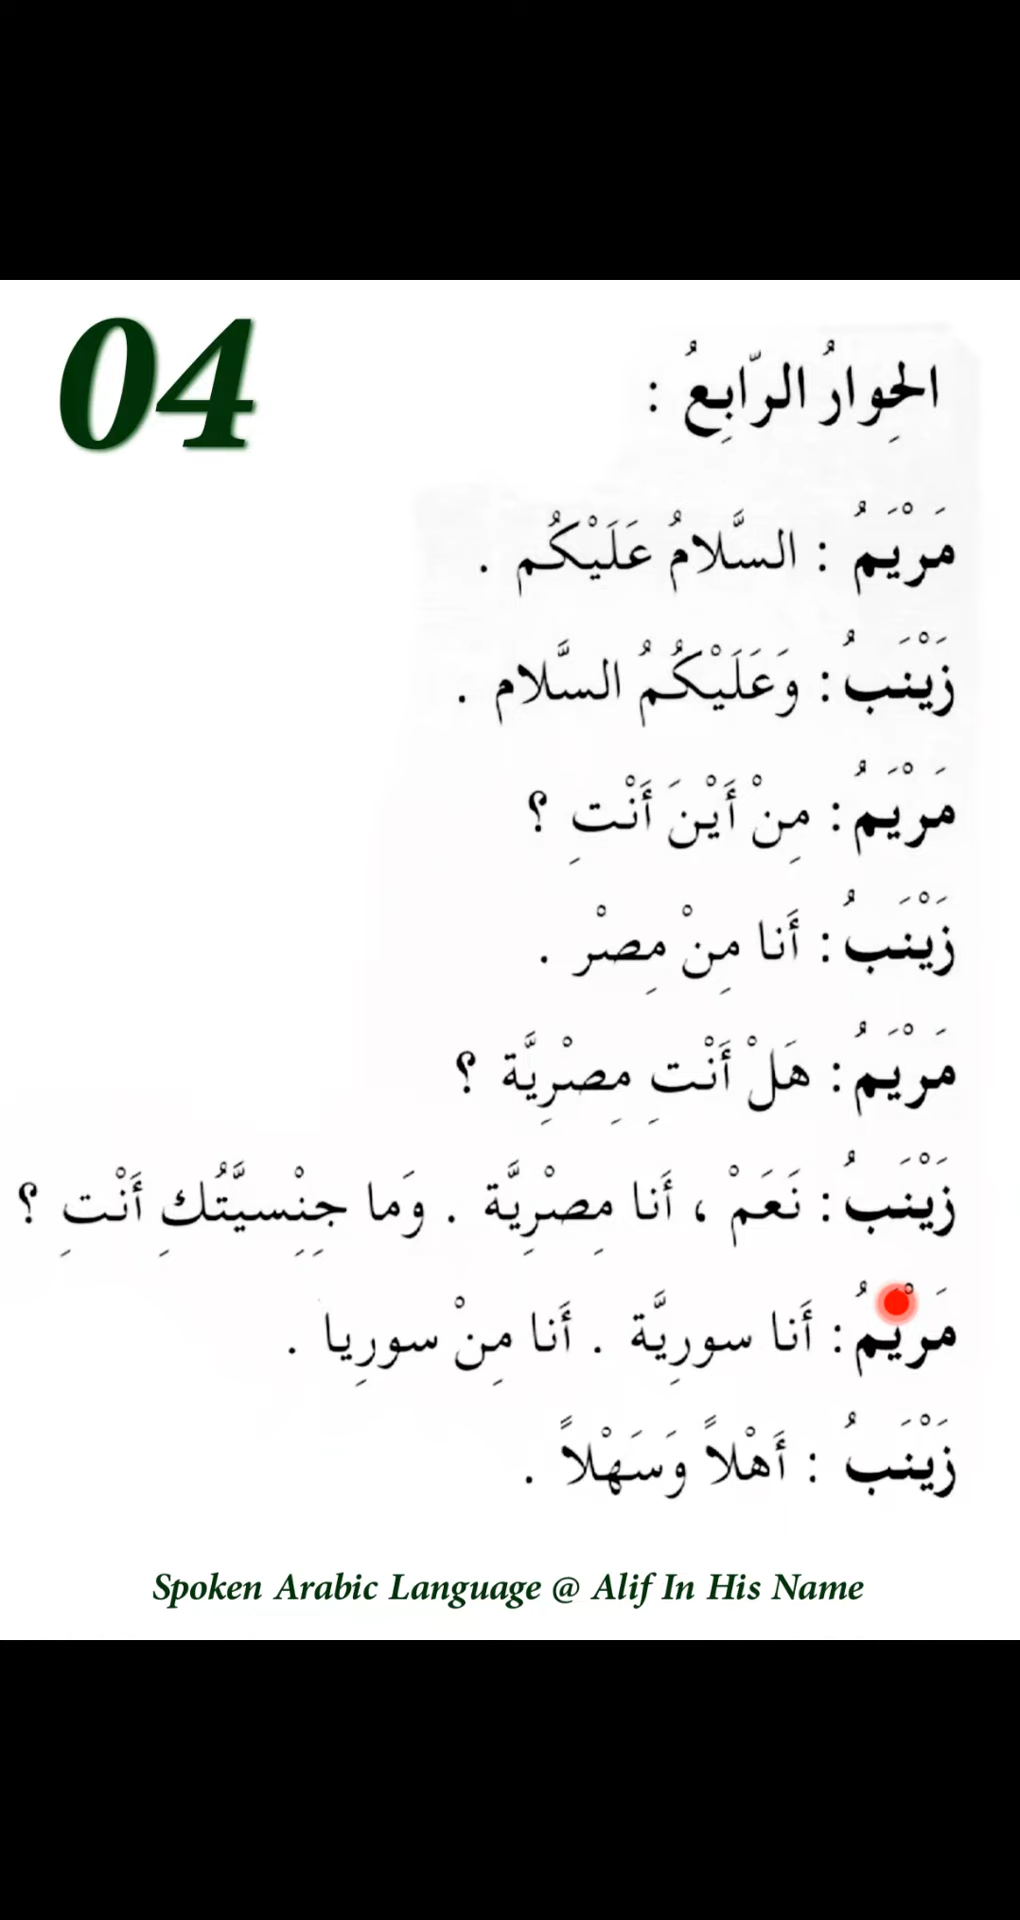 04
الحِوارُ الرّابِعُ :
مَرْيَمُ : السَّلامُ عَلَيْكُم .
زَيْنَبُ : وَعَلَيْكُمُ السَّلام .
مَرْيَمُ : مِنْ أَيْنَ أَنْتِ ؟
زَيْنَبُ : أَنا مِنْ مِصْر .
مَرْيَمُ : هَلْ أَنْتِ مِصْرِيَّة ؟
زَيْنَبُ : نَعَمْ ، أَنا مِصْرِيَّة . وَما جِنْسِيَّتُكِ أَنْتِ ؟
مَرْيَمُ : أَنا سورِيَّة . أَنا مِنْ سورِيا .
زَيْنَبُ : أَهْلاً وَسَهْلاً .
Spoken Arabic Language @ Alif In His Name